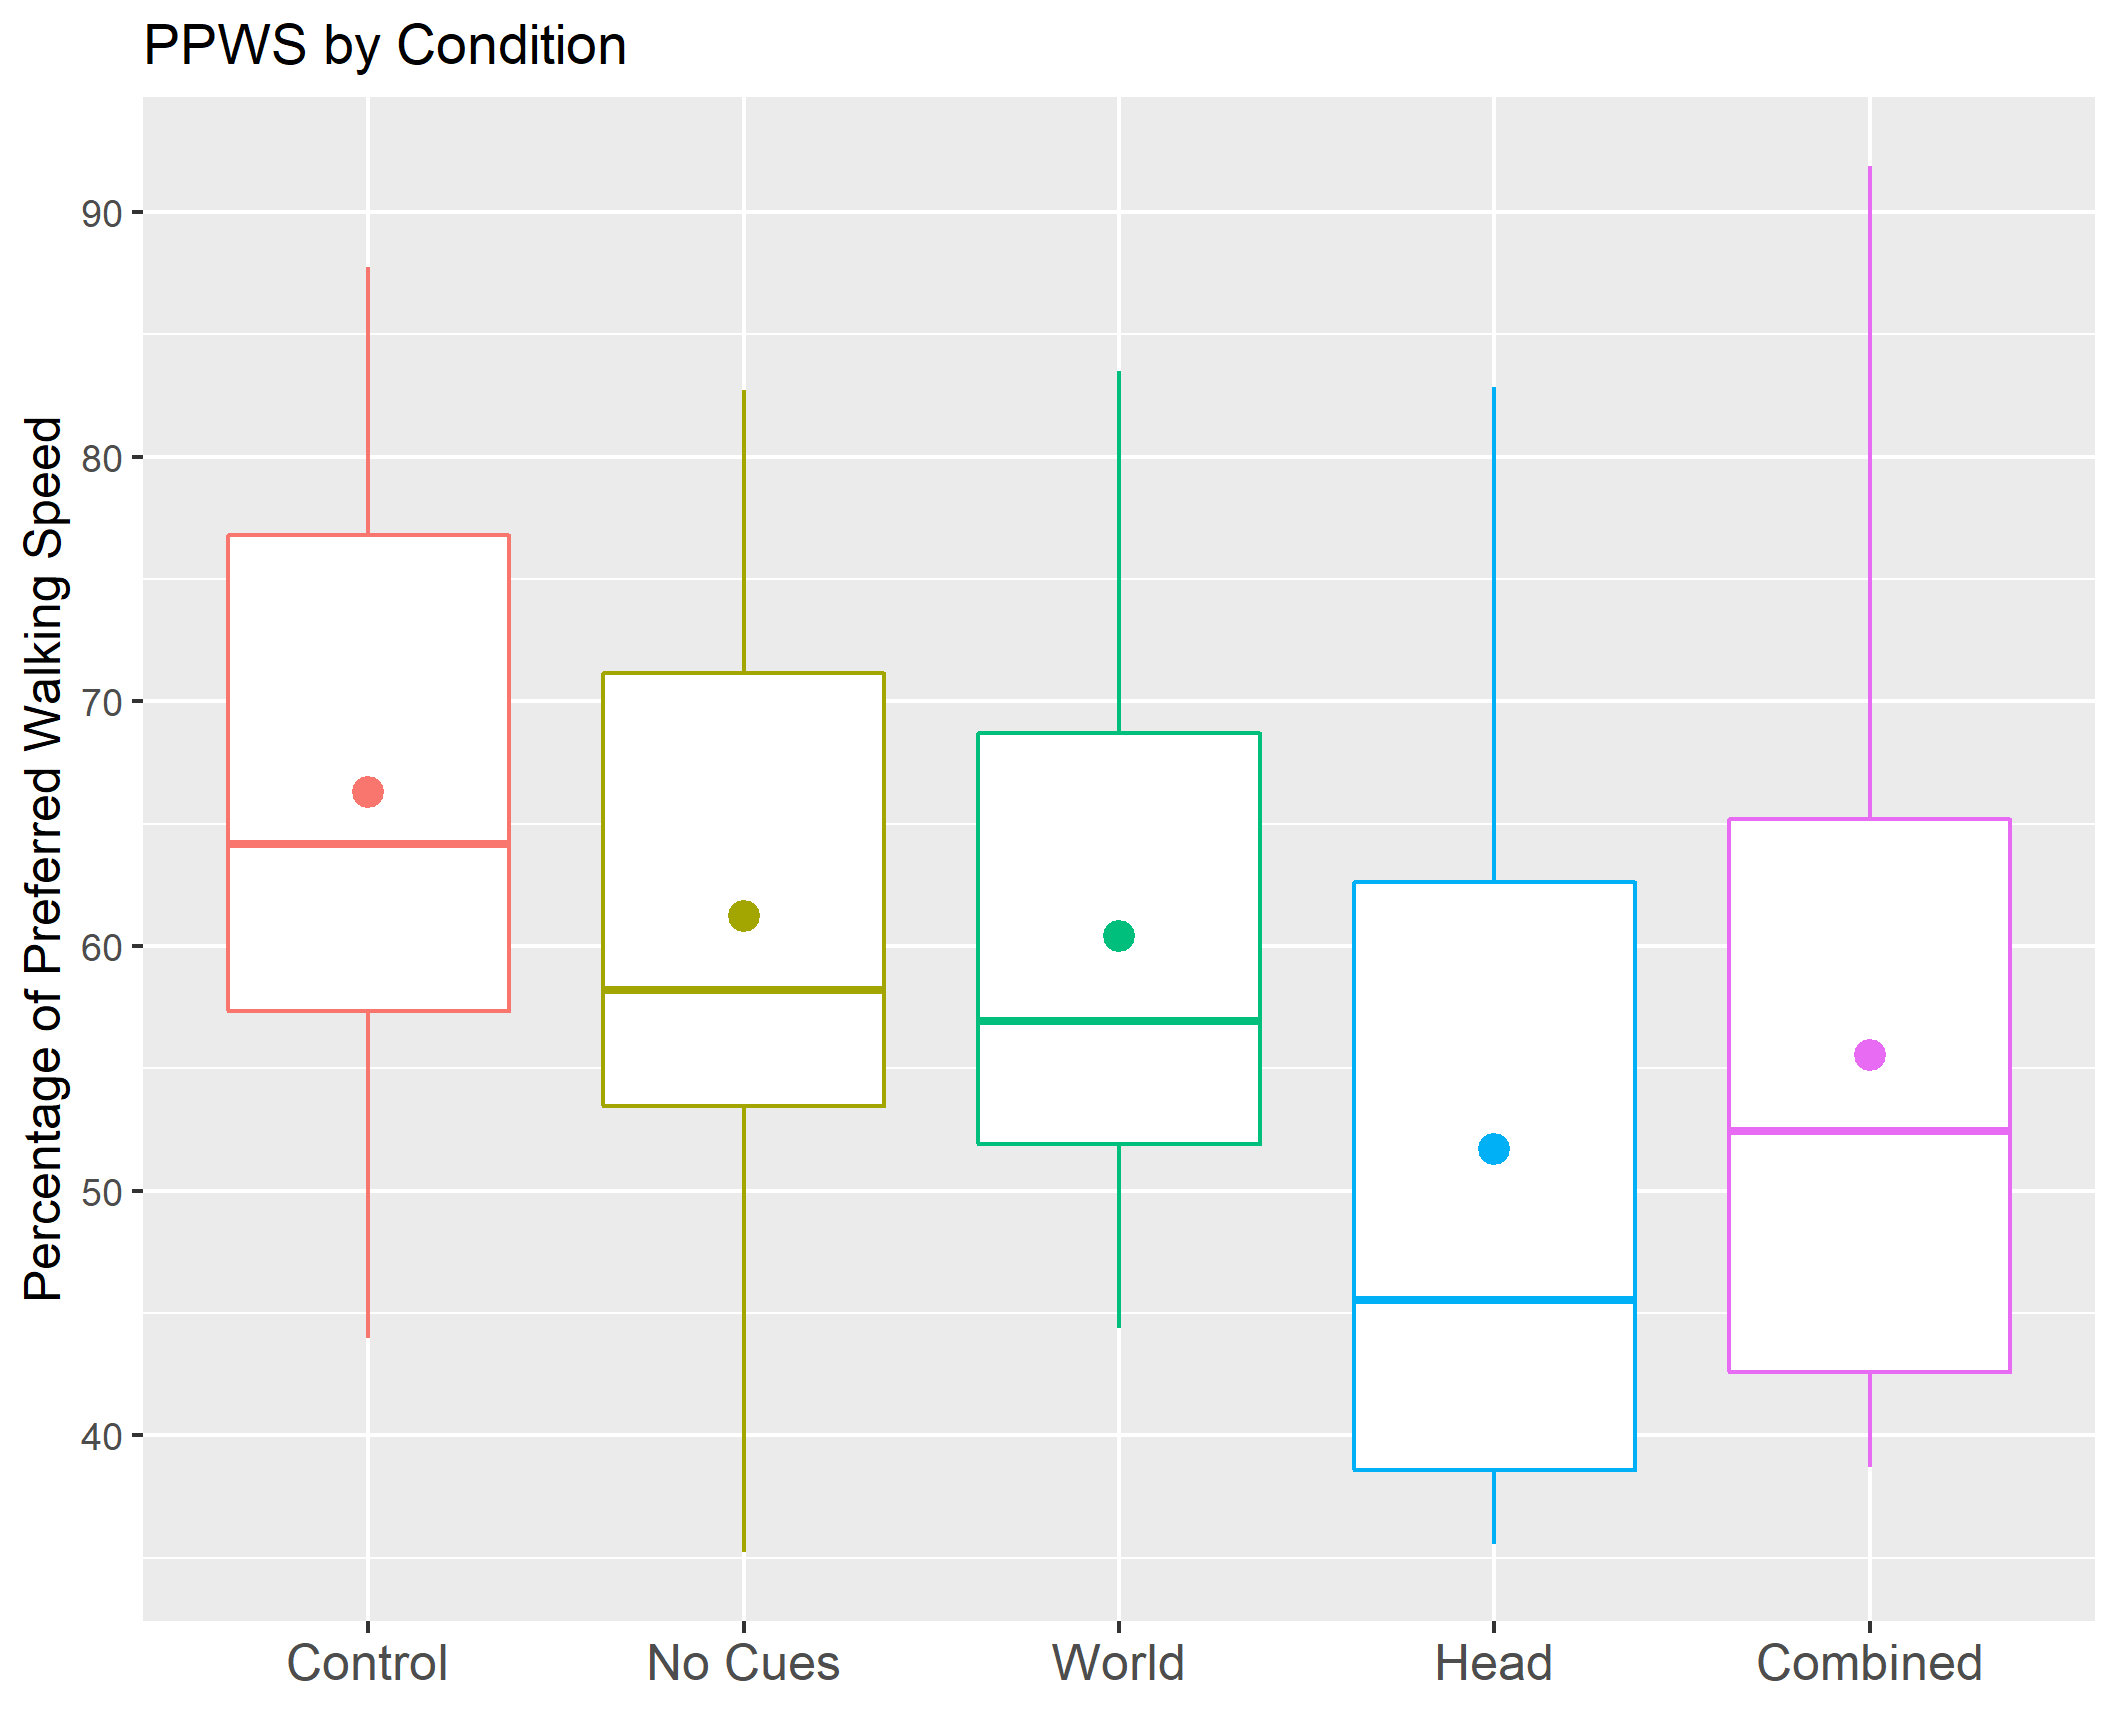 PPWS by Condition
Percentage of Preferred Walking Speed
90
80
70
60
50
40
Control
No Cues
World
Head
Combined